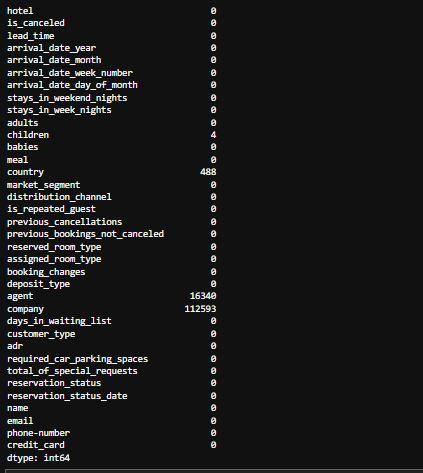 hotel 0
is_canceled 0
lead_time 0
arrival_date_year 0
arrival_date_month 0
arrival_date_week_number 0
arrival_date_day_of_month 0
stays_in_weekend_nights 0
stays_in_week_nights 0
adults 0
children 4
babies 0
meal 0
country 488
market_segment 0
distribution_channel 0
is_repeated_guest 0
previous_cancellations 0
previous_bookings_not_canceled 0
reserved_room_type 0
assigned_room_type 0
booking_changes 0
deposit_type 0
agent 16340
company 112593
days_in_waiting_list 0
customer_type 0
adr 0
required_car_parking_spaces 0
total_of_special_requests 0
reservation_status 0
reservation_status_date 0
name 0
email 0
phone-number 0
credit_card 0
dtype: int64